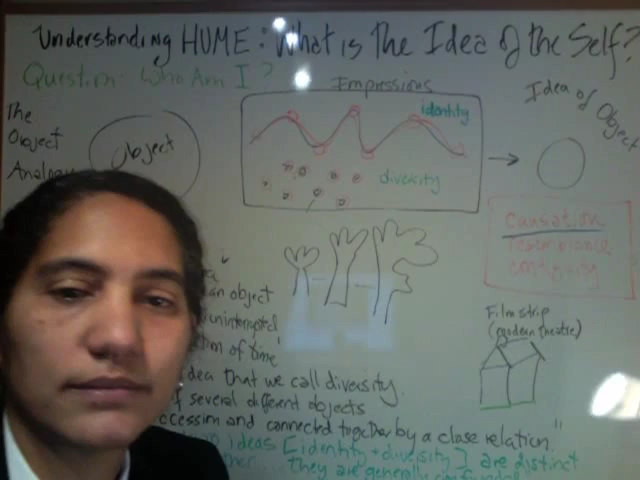 Understanding HUME: What is The Idea of the Self?
Question: Who Am I?
Impressions
Idea of Object
The Object Analogy
Object
identity
diversity
causation
resemblance
contiguity
an object
uninterrupted
of time"
idea that we call diversity.
of several different objects
ccession and connected together by a close relation."
Film strip
(modern theatre)
ideas [identity + diversity] are distinct
they are generally confounded